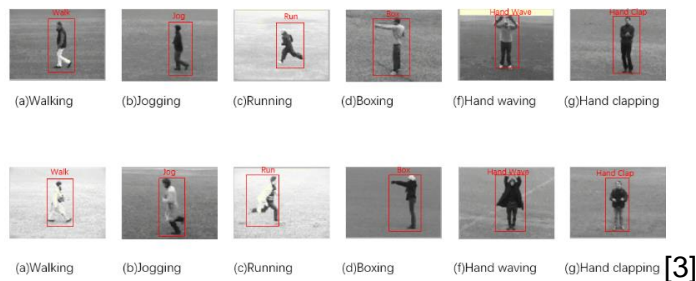 Walk Jog Run Box Hand Wave Hand Clap
(a)Walking (b)Jogging (c)Running (d)Boxing (f)Hand waving (g)Hand clapping
Walk Jog Run Box Hand Wave Hand Clap
(a)Walking (b)Jogging (c)Running (d)Boxing (f)Hand waving (g)Hand clapping [3]